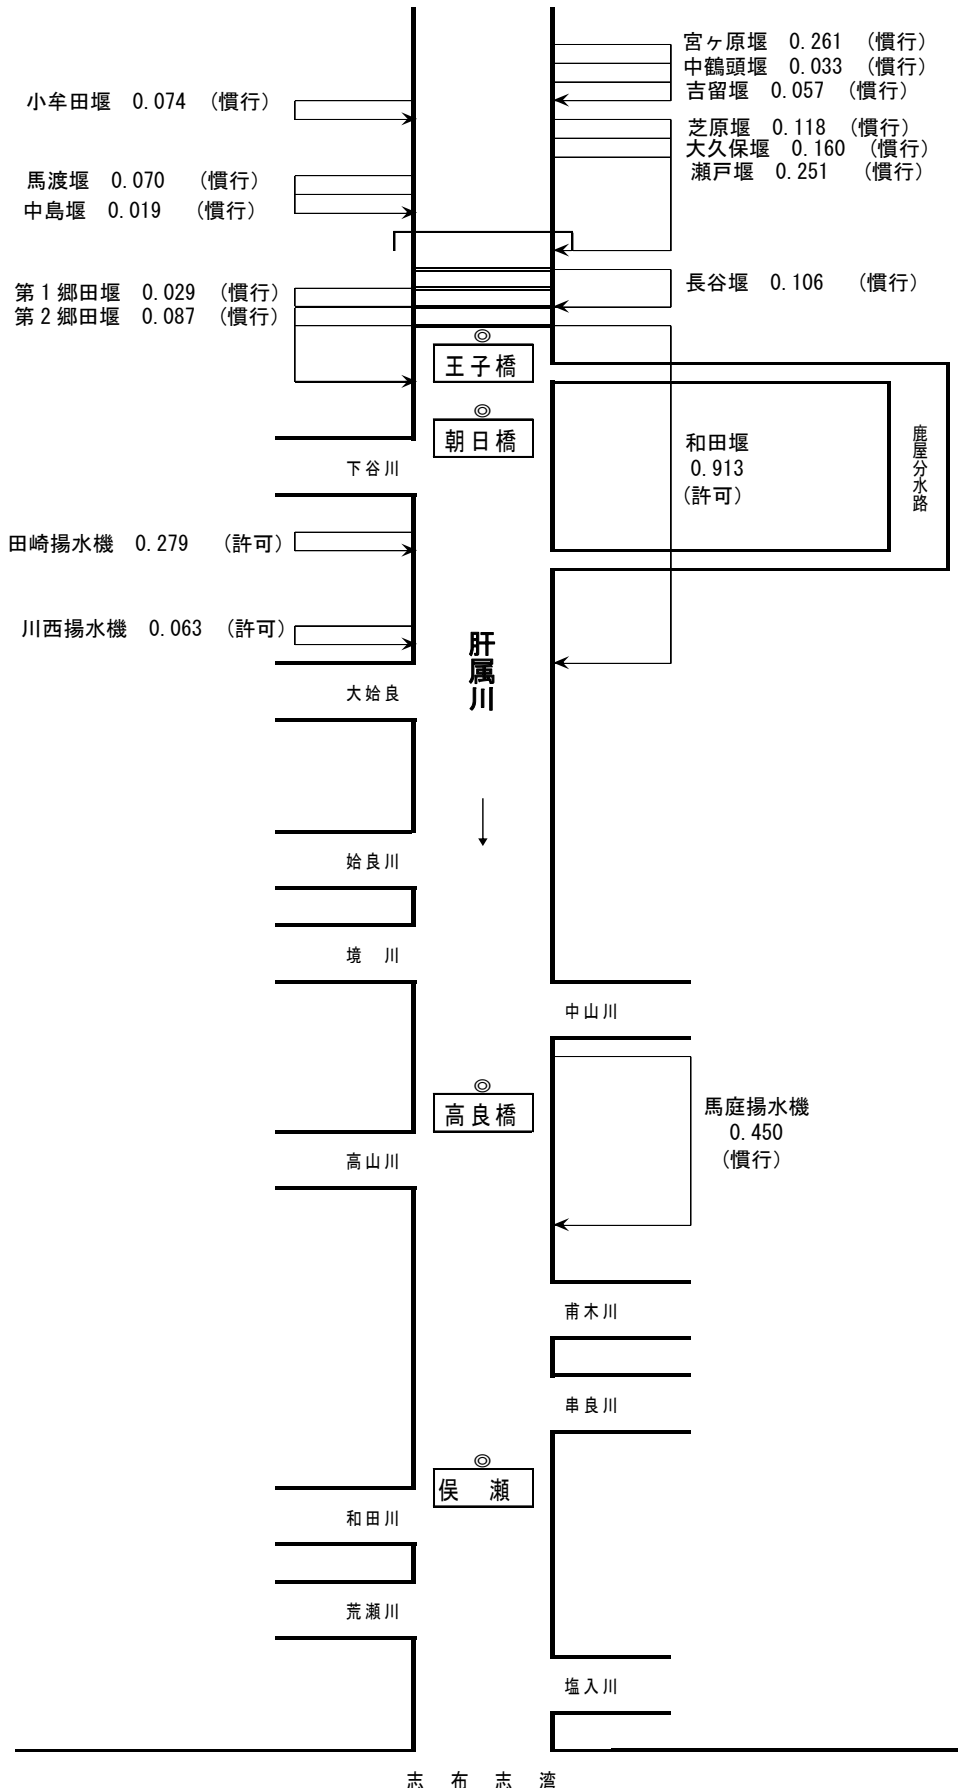 宮ヶ原堰 0.261 (慣行)
中鶴頭堰 0.033 (慣行)
吉留堰 0.057 (慣行)
小牟田堰 0.074 (慣行)
芝原堰 0.118 (慣行)
大久保堰 0.160 (慣行)
瀬戸堰 0.251 (慣行)
馬渡堰 0.070 (慣行)
中島堰 0.019 (慣行)
長谷堰 0.106 (慣行)
第1郷田堰 0.029 (慣行)
第2郷田堰 0.087 (慣行)
◎
王子橋
◎
朝日橋
和田堰
0.913
(許可)
鹿屋分水路
下谷川
田崎揚水機 0.279 (許可)
川西揚水機 0.063 (許可)
肝属川
大姶良
姶良川
境 川
中山川
◎
高良橋
馬庭揚水機
0.450
(慣行)
高山川
甫木川
串良川
◎
俣 瀬
和田川
荒瀬川
塩入川
志 布 志 湾